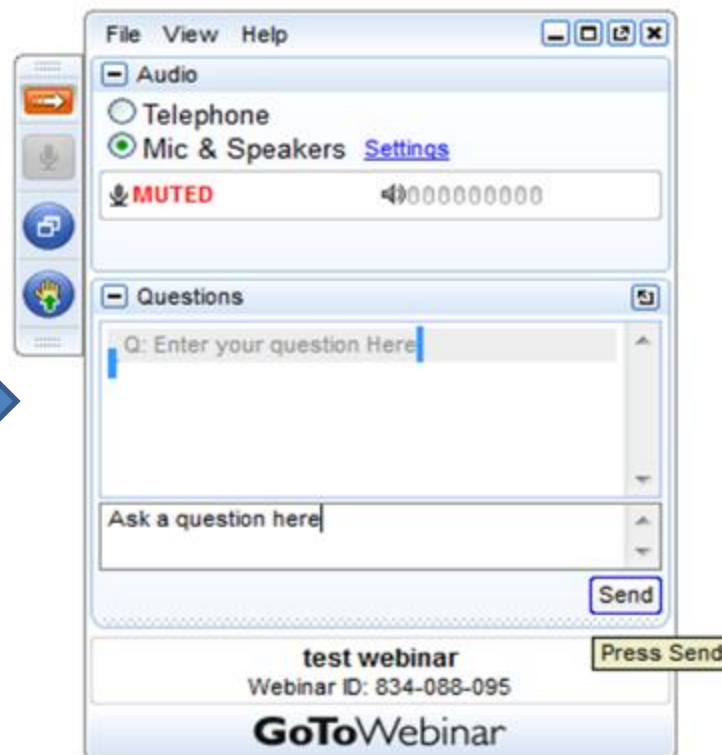 File View Help
Audio
Telephone
Mic & Speakers Settings
MUTED 000000000
Questions
Q: Enter your question Here
Ask a question here
Send
Press Send
test webinar
Webinar ID: 834-088-095
GoToWebinar